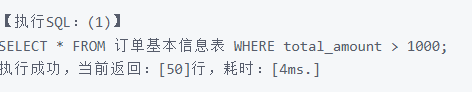 【执行SQL：(1)】
SELECT * FROM 订单基本信息表 WHERE total_amount > 1000;
执行成功，当前返回：[50]行，耗时：[4ms.]